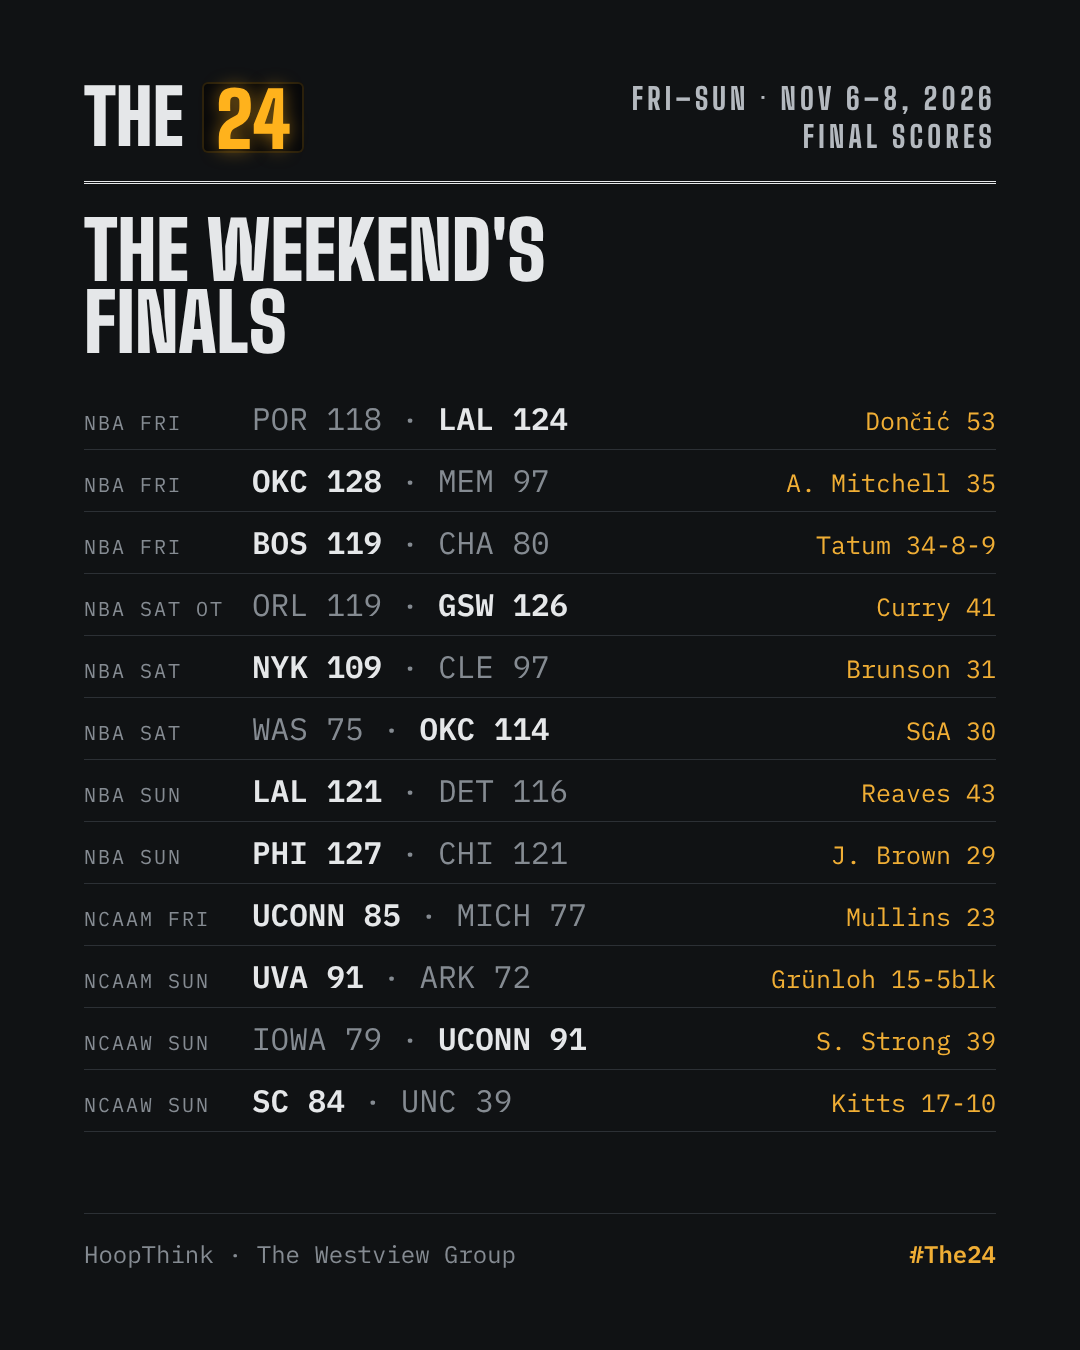 THE 24
FRI–SUN · NOV 6–8, 2026
FINAL SCORES
THE WEEKEND'S
FINALS
NBA FRI POR 118 · LAL 124 Dončić 53
NBA FRI OKC 128 · MEM 97 A. Mitchell 35
NBA FRI BOS 119 · CHA 80 Tatum 34-8-9
NBA SAT OT ORL 119 · GSW 126 Curry 41
NBA SAT NYK 109 · CLE 97 Brunson 31
NBA SAT WAS 75 · OKC 114 SGA 30
NBA SUN LAL 121 · DET 116 Reaves 43
NBA SUN PHI 127 · CHI 121 J. Brown 29
NCAAM FRI UCONN 85 · MICH 77 Mullins 23
NCAAM SUN UVA 91 · ARK 72 Grünloh 15-5blk
NCAAW SUN IOWA 79 · UCONN 91 S. Strong 39
NCAAW SUN SC 84 · UNC 39 Kitts 17-10
HoopThink · The Westview Group #The24